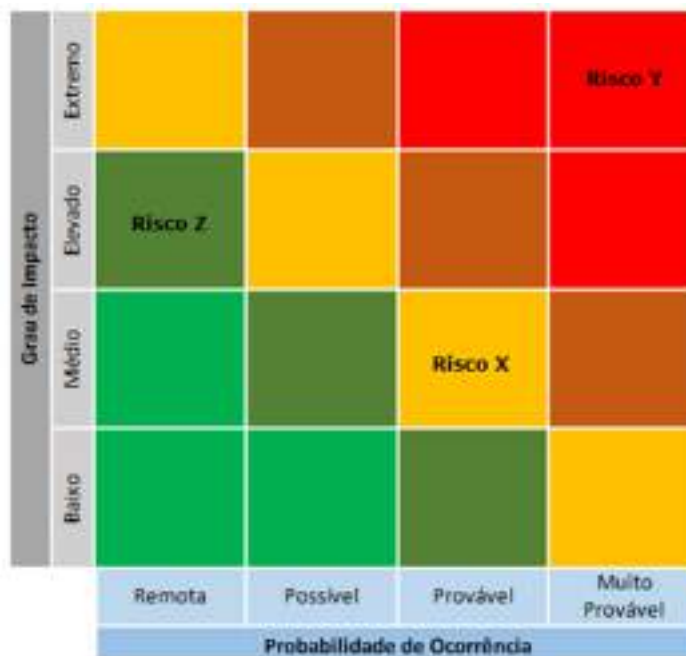 Grau de Impacto
Extremo
Risco Y
Elevado
Risco Z
Médio
Risco X
Baixo
Remota
Possível
Provável
Muito
Provável
Probabilidade de Ocorrência